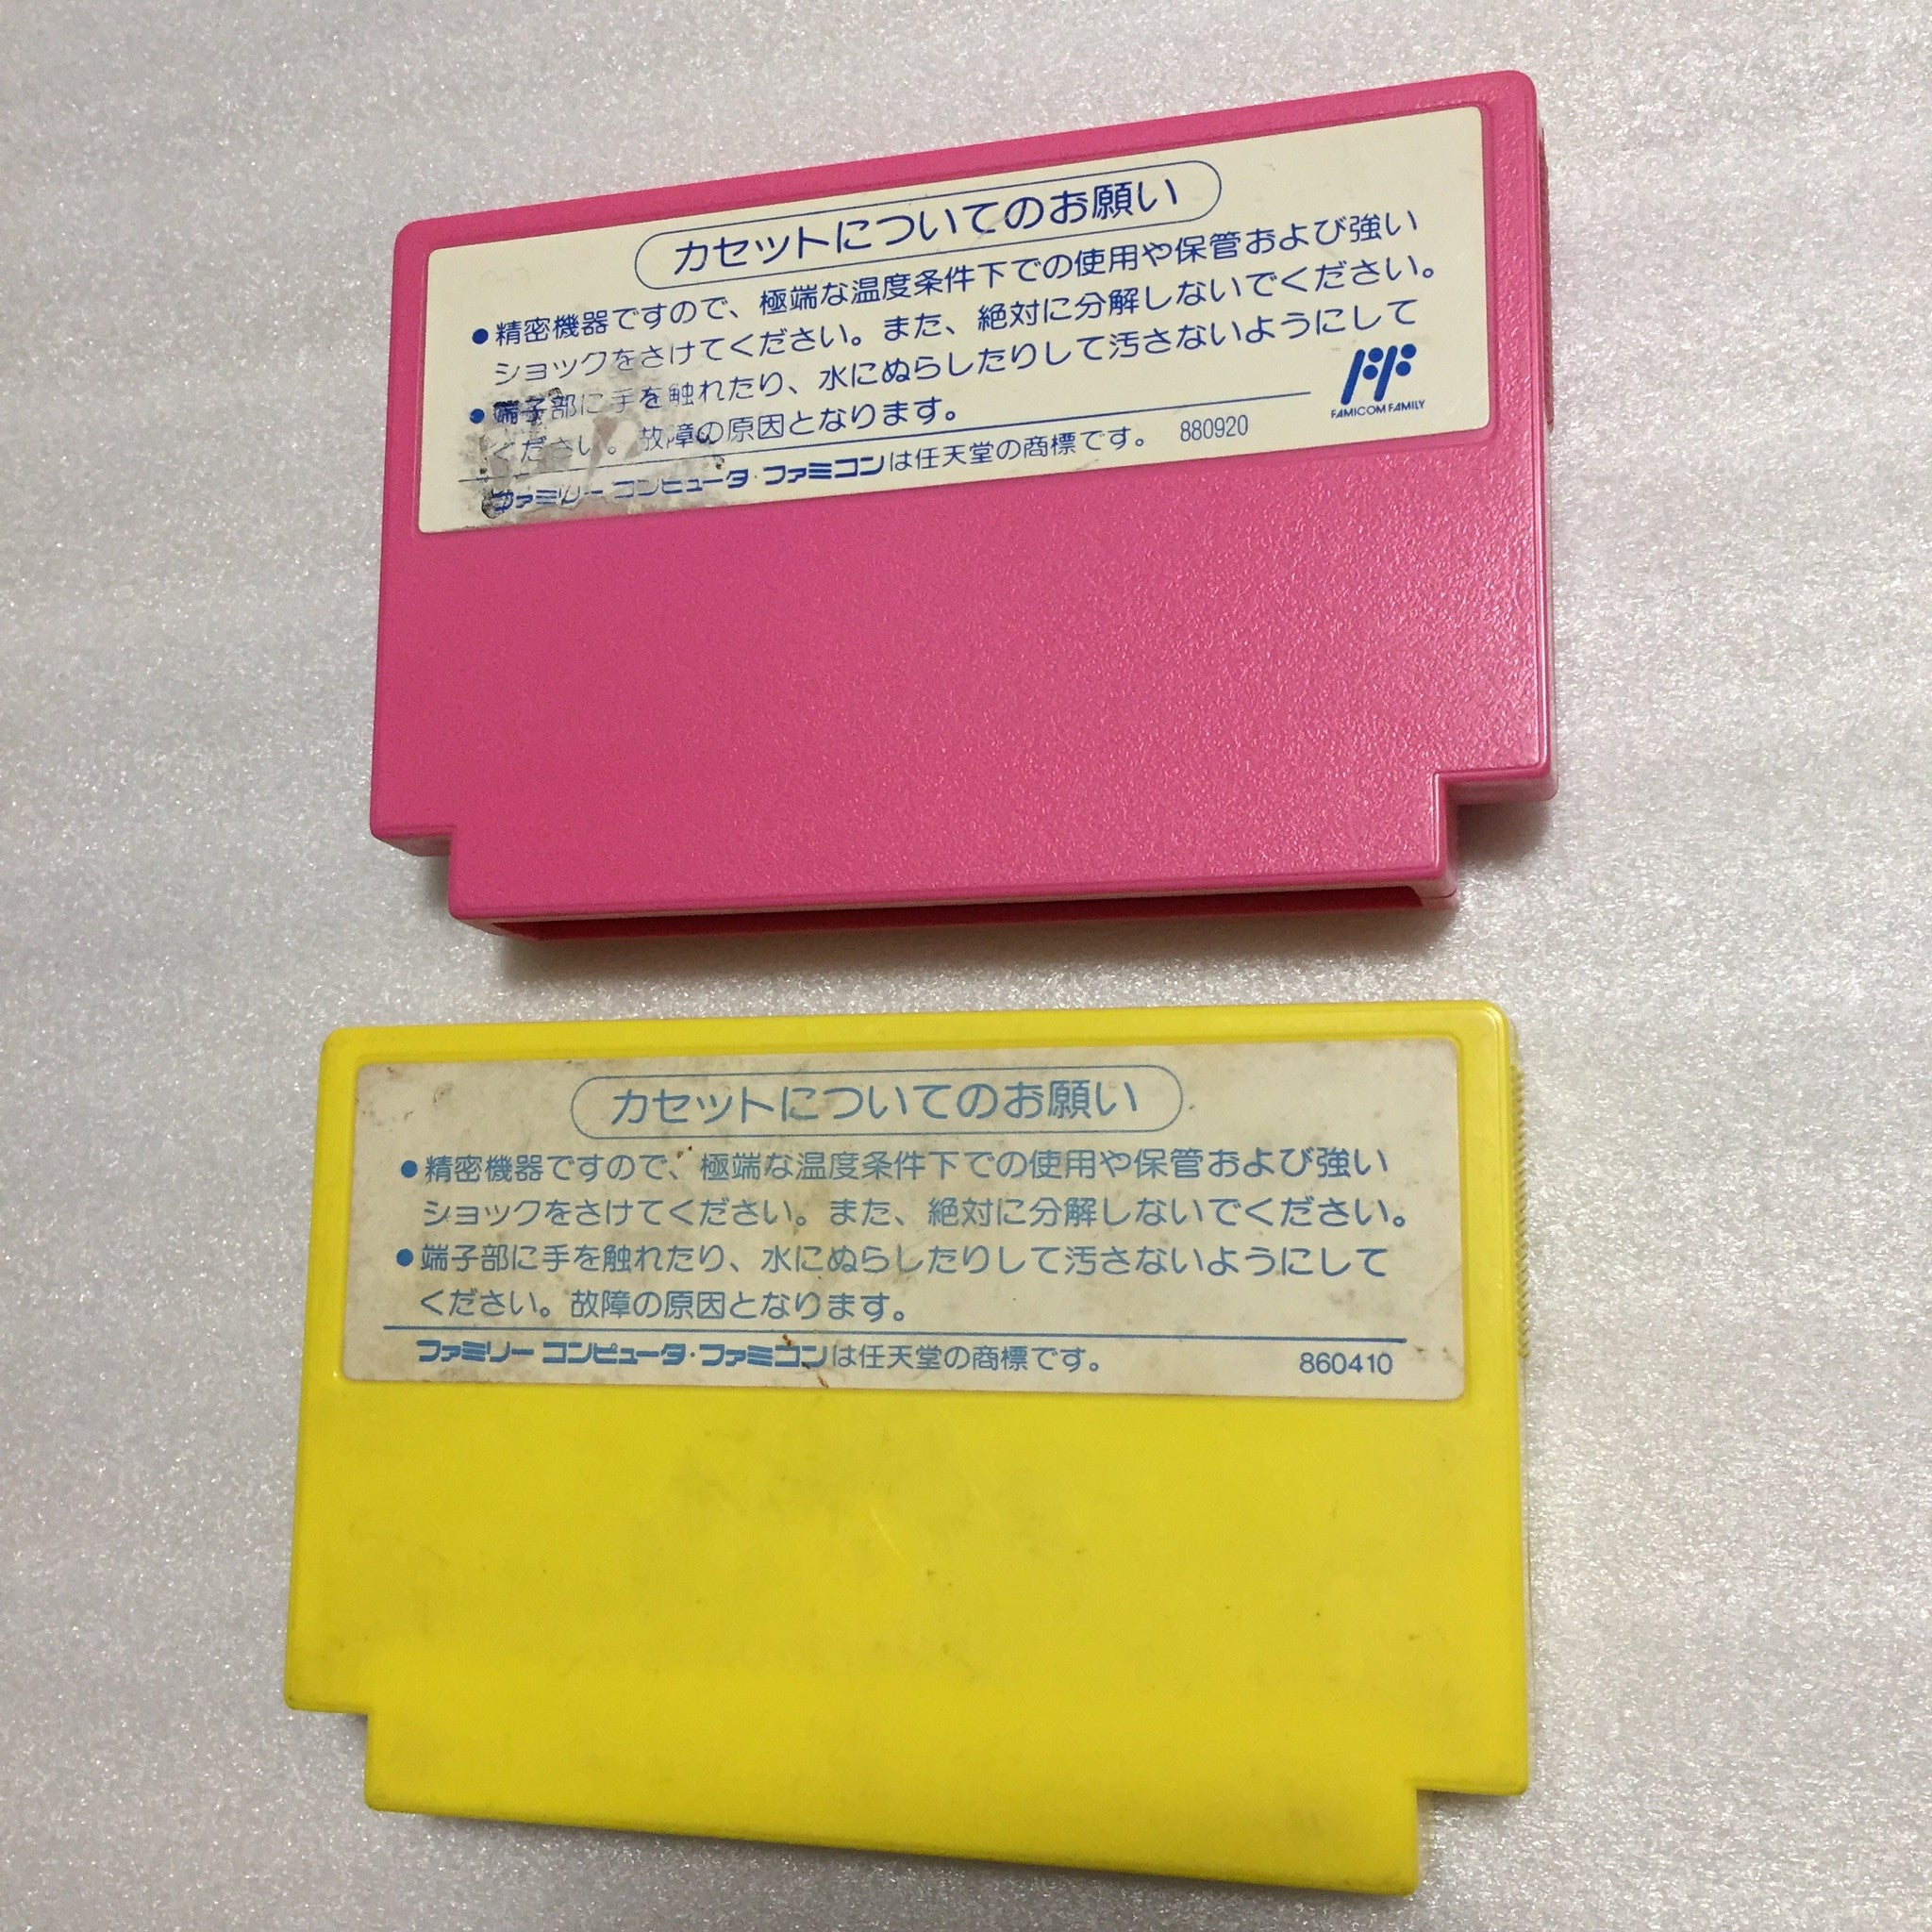 カセットについてのお願い
●精密機器ですので、極端な温度条件下での使用や保管および強い
ショックをさけてください。また、絶対に分解しないでください。
●端子部に手を触れたり、水にぬらしたりして汚さないようにして
ください。故障の原因となります。
FAMICOM FAMILY
ファミリー コンピュータ・ファミコンは任天堂の商標です。 880920
カセットについてのお願い
●精密機器ですので、極端な温度条件下での使用や保管および強い
ショックをさけてください。また、絶対に分解しないでください。
●端子部に手を触れたり、水にぬらしたりして汚さないようにして
ください。故障の原因となります。
ファミリー コンピュータ・ファミコンは任天堂の商標です。 860410